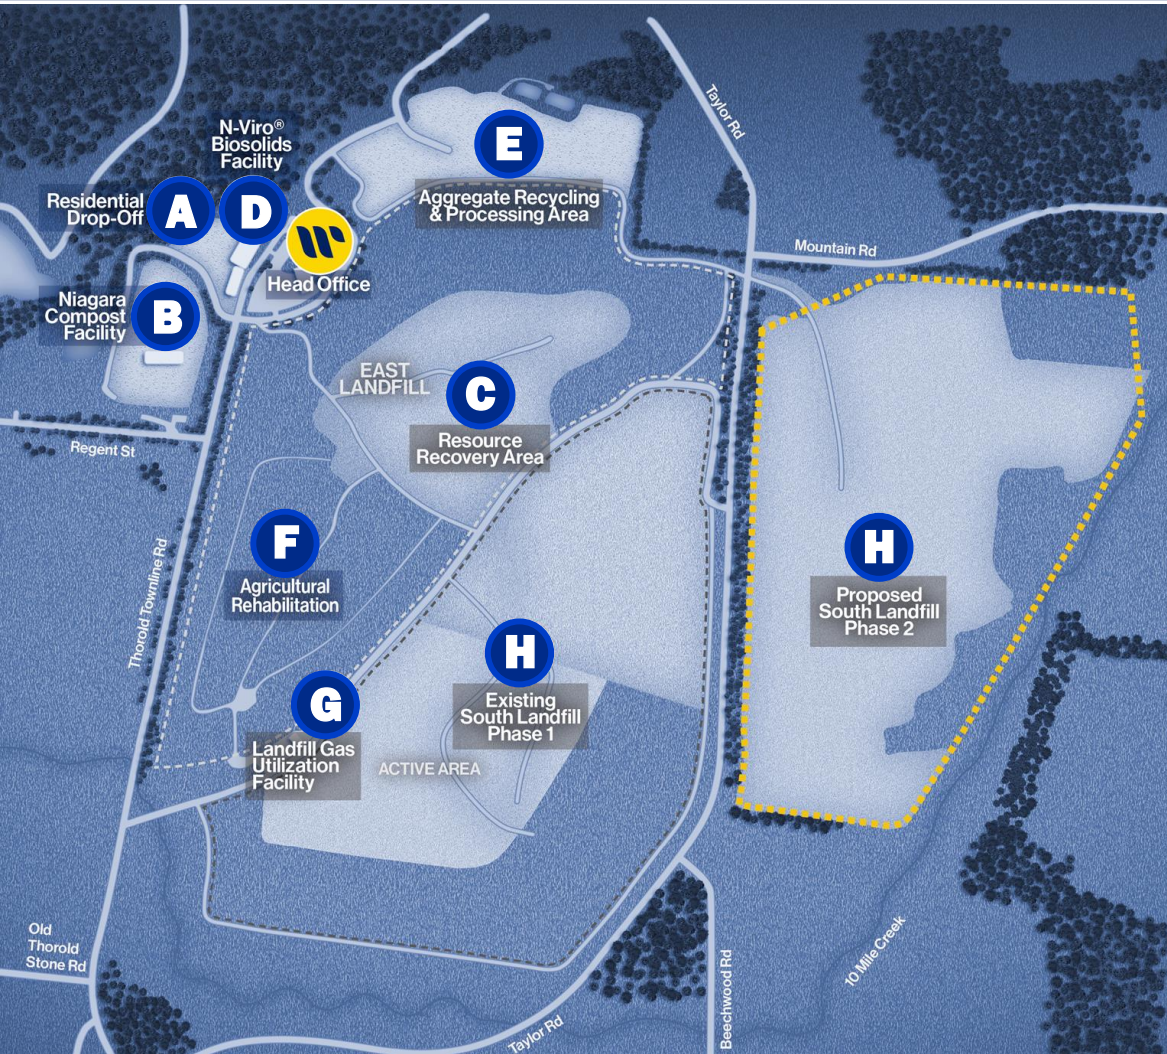 Taylor Rd
N-Viro®
Biosolids
Facility
E
Residential
Drop-Off
A
D
Aggregate Recycling
& Processing Area
W
Mountain Rd
Head Office
Niagara
Compost
Facility
B
EAST
LANDFILL
C
Resource
Recovery Area
Regent St
F
Agricultural
Rehabilitation
H
Proposed
South Landfill
Phase 2
Thorold Townline Rd
H
Existing
South Landfill
Phase 1
G
Landfill Gas
Utilization
Facility
ACTIVE AREA
Old
Thorold
Stone Rd
10 Mile Creek
Beechwood Rd
Taylor Rd